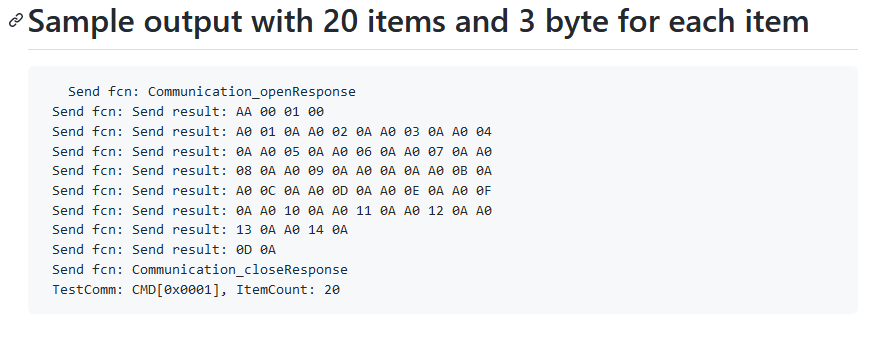 Sample output with 20 items and 3 byte for each item
Send fcn: Communication_openResponse
Send fcn: Send result: AA 00 01 00
Send fcn: Send result: A0 01 0A A0 02 0A A0 03 0A A0 04
Send fcn: Send result: 0A A0 05 0A A0 06 0A A0 07 0A A0
Send fcn: Send result: 08 0A A0 09 0A A0 0A 0A A0 0B 0A
Send fcn: Send result: A0 0C 0A A0 0D 0A A0 0E 0A A0 0F
Send fcn: Send result: 0A A0 10 0A A0 11 0A A0 12 0A A0
Send fcn: Send result: 13 0A A0 14 0A
Send fcn: Send result: 0D 0A
Send fcn: Communication_closeResponse
TestComm: CMD[0x0001], ItemCount: 20